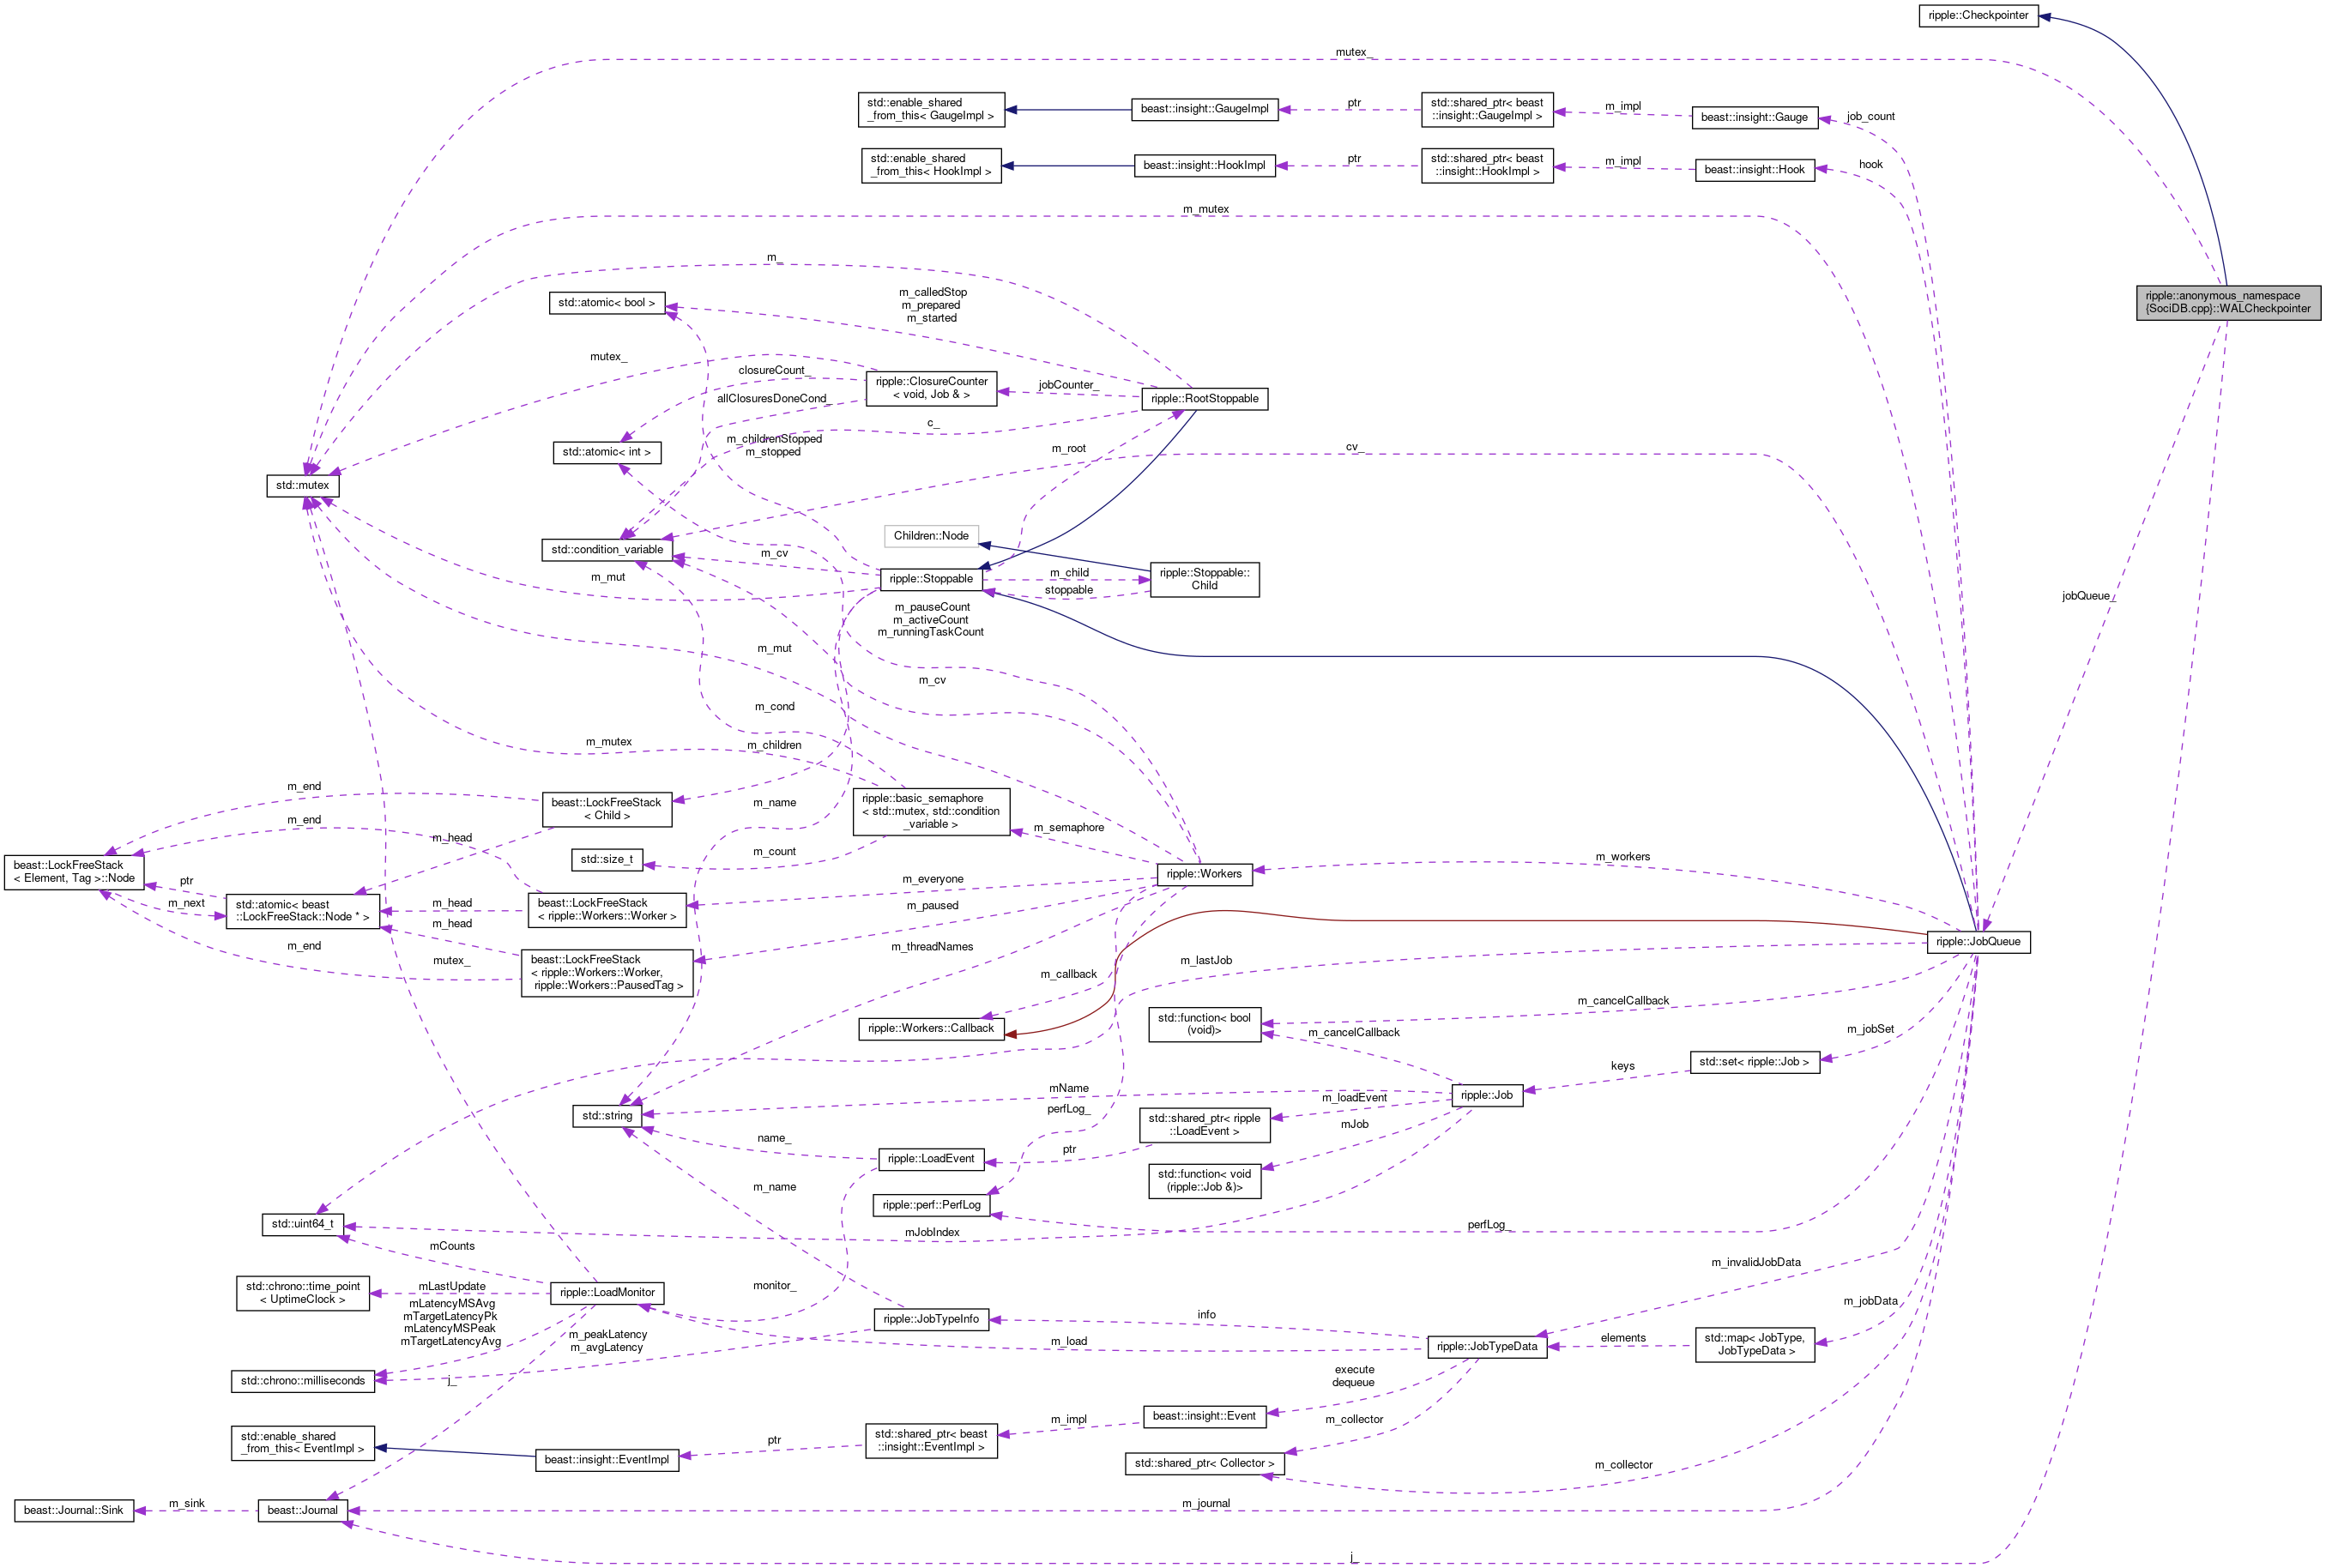 ripple::Checkpointer
mutex_
std::enable_shared
_from_this< GaugeImpl >
beast::insight::GaugeImpl
ptr
std::shared_ptr< beast
::insight::GaugeImpl >
m_impl
beast::insight::Gauge
job_count
std::enable_shared
_from_this< HookImpl >
beast::insight::HookImpl
ptr
std::shared_ptr< beast
::insight::HookImpl >
m_impl
beast::insight::Hook
hook
m_mutex
m_
ripple::anonymous_namespace
{SociDB.cpp}::WALCheckpointer
std::atomic< bool >
m_calledStop
m_prepared
m_started
mutex_
closureCount_
ripple::ClosureCounter
< void, Job & >
jobCounter_
ripple::RootStoppable
allClosuresDoneCond_
c_
m_childrenStopped
m_stopped
std::atomic< int >
m_root
cv_
std::mutex
Children::Node
std::condition_variable
m_cv
ripple::Stoppable
m_child
stoppable
ripple::Stoppable::
Child
m_mut
jobQueue_
m_pauseCount
m_activeCount
m_runningTaskCount
m_mut
m_cv
m_cond
m_mutex
m_children
m_end
beast::LockFreeStack
< Child >
m_name
ripple::basic_semaphore
< std::mutex, std::condition
_variable >
m_semaphore
m_end
m_head
std::size_t
m_count
m_workers
beast::LockFreeStack
< Element, Tag >::Node
ptr
m_next
std::atomic< beast
::LockFreeStack::Node * >
m_head
beast::LockFreeStack
< ripple::Workers::Worker >
m_everyone
ripple::Workers
m_paused
m_head
m_end
mutex_
beast::LockFreeStack
< ripple::Workers::Worker,
ripple::Workers::PausedTag >
m_threadNames
ripple::JobQueue
m_lastJob
m_callback
m_cancelCallback
ripple::Workers::Callback
std::function< bool
(void)>
m_cancelCallback
m_jobSet
std::set< ripple::Job >
keys
ripple::Job
mName
perfLog_
std::string
m_loadEvent
std::shared_ptr< ripple
::LoadEvent >
mJob
name_
ripple::LoadEvent
ptr
std::function< void
(ripple::Job &)>
m_name
ripple::perf::PerfLog
perfLog_
mJobIndex
std::uint64_t
mCounts
m_invalidJobData
std::chrono::time_point
< UptimeClock >
mLastUpdate
ripple::LoadMonitor
monitor_
mLatencyMSAvg
mTargetLatencyPk
mLatencyMSPeak
mTargetLatencyAvg
m_peakLatency
m_avgLatency
ripple::JobTypeInfo
info
m_load
ripple::JobTypeData
elements
std::map< JobType,
JobTypeData >
m_jobData
std::chrono::milliseconds
j_
execute
dequeue
beast::insight::Event
m_impl
m_collector
std::enable_shared
_from_this< EventImpl >
beast::insight::EventImpl
ptr
std::shared_ptr< beast
::insight::EventImpl >
std::shared_ptr< Collector >
m_collector
beast::Journal::Sink
m_sink
beast::Journal
m_journal
j_